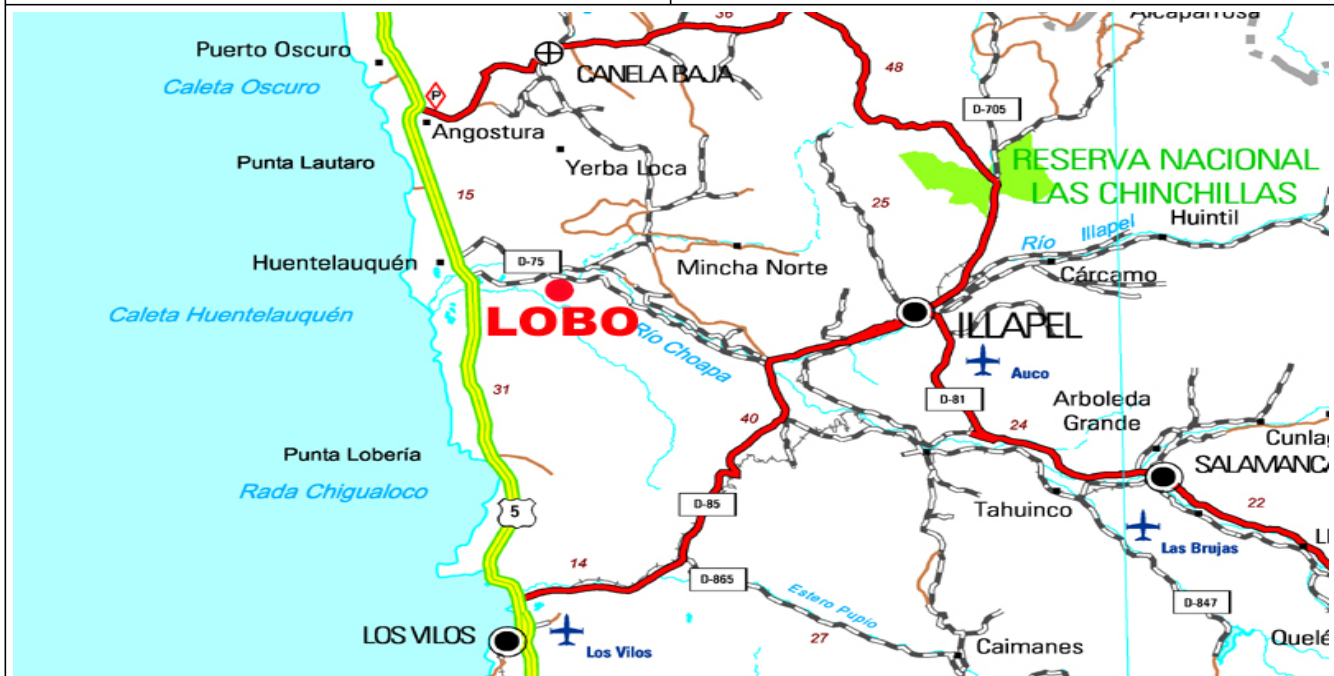 36
Alcaparrosa
Puerto Oscuro
CANELA BAJA
48
Caleta Oscuro
P
D-705
Angostura
Punta Lautaro
Yerba Loca
RESERVA NACIONAL
LAS CHINCHILLAS
15
25
Huintil
Río Illapel
Huentelauquén
D-75
Mincha Norte
Cárcamo
Caleta Huentelauquén
LOBO
Río Choapa
ILLAPEL
Auco
31
40
D-81
24
Arboleda
Grande
Punta Lobería
Cunlag
SALAMANCA
Rada Chigualoco
5
D-85
Tahuinco
22
Las Brujas
LI
14
D-865
Estero Pupío
D-847
LOS VILOS
Los Vilos
27
Caimanes
Quelé